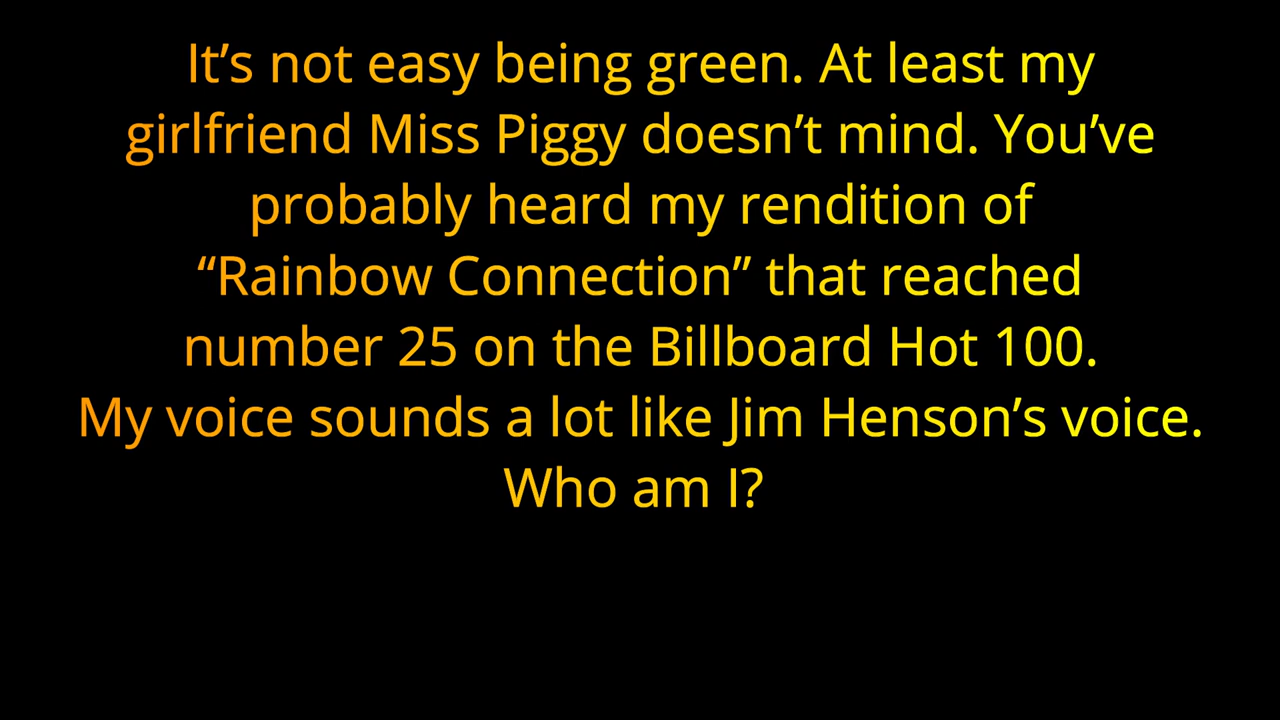 It’s not easy being green. At least my
girlfriend Miss Piggy doesn’t mind. You’ve
probably heard my rendition of
“Rainbow Connection” that reached
number 25 on the Billboard Hot 100.
My voice sounds a lot like Jim Henson’s voice.
Who am I?